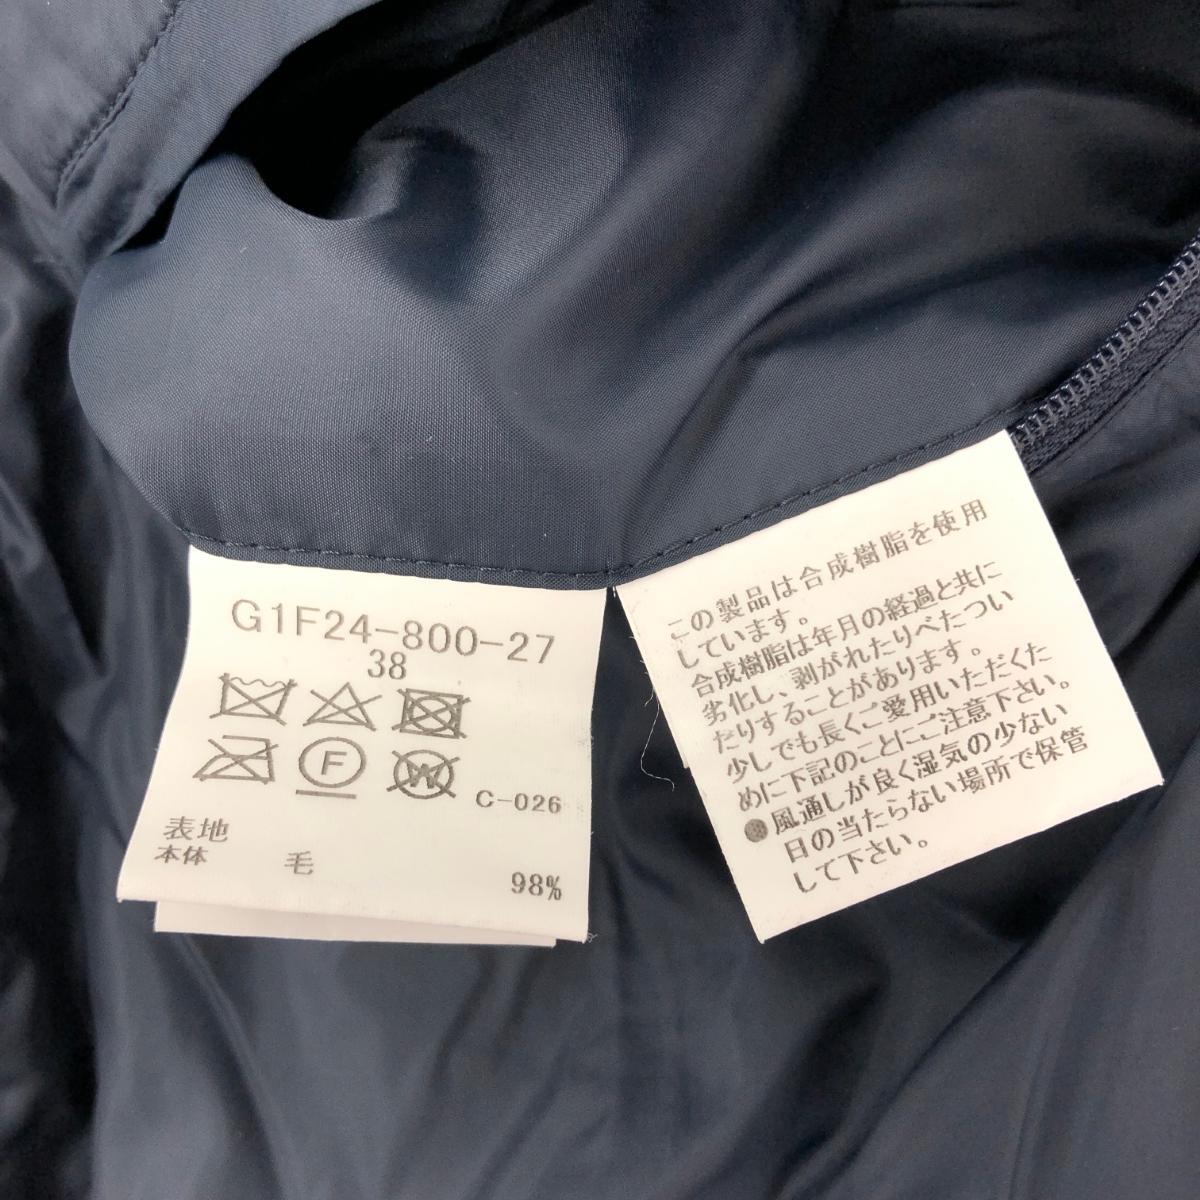 G1F24-800-27
38
F
W
C-026
表地
本体 毛 98%
この製品は合成樹脂を使用
しています。
合成樹脂は年月の経過と共に
劣化し、剥がれたりべたつい
たりすることがあります。
少しでも長くご愛用いただくた
めに下記のことにご注意下さい。
●風通しが良く湿気の少ない
日の当たらない場所で保管
して下さい。